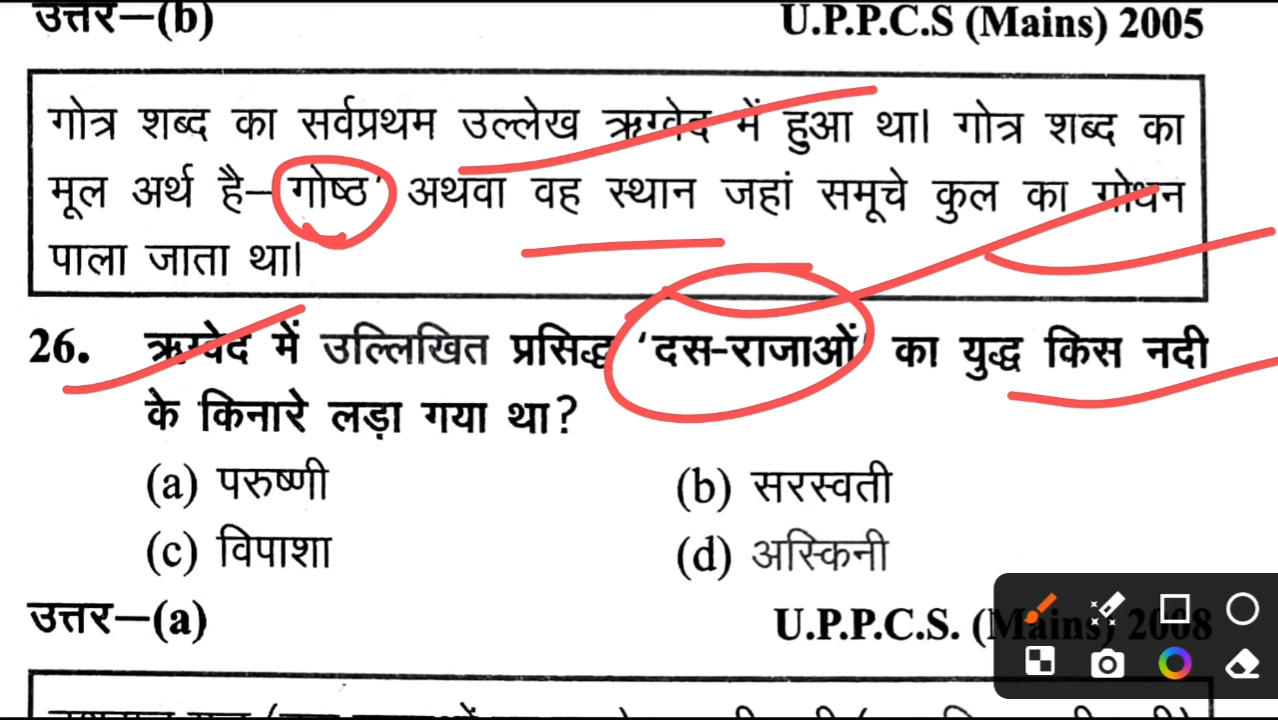 उत्तर—(b) U.P.P.C.S (Mains) 2005
गोत्र शब्द का सर्वप्रथम उल्लेख ऋग्वेद में हुआ था। गोत्र शब्द का
मूल अर्थ है– गोष्ठ' अथवा वह स्थान जहां समूचे कुल का गोधन
पाला जाता था।
26. ऋग्वेद में उल्लिखित प्रसिद्ध 'दस-राजाओं' का युद्ध किस नदी
के किनारे लड़ा गया था?
(a) परुष्णी (b) सरस्वती
(c) विपाशा (d) अस्किनी
उत्तर—(a) U.P.P.C.S. (Mains) 2008